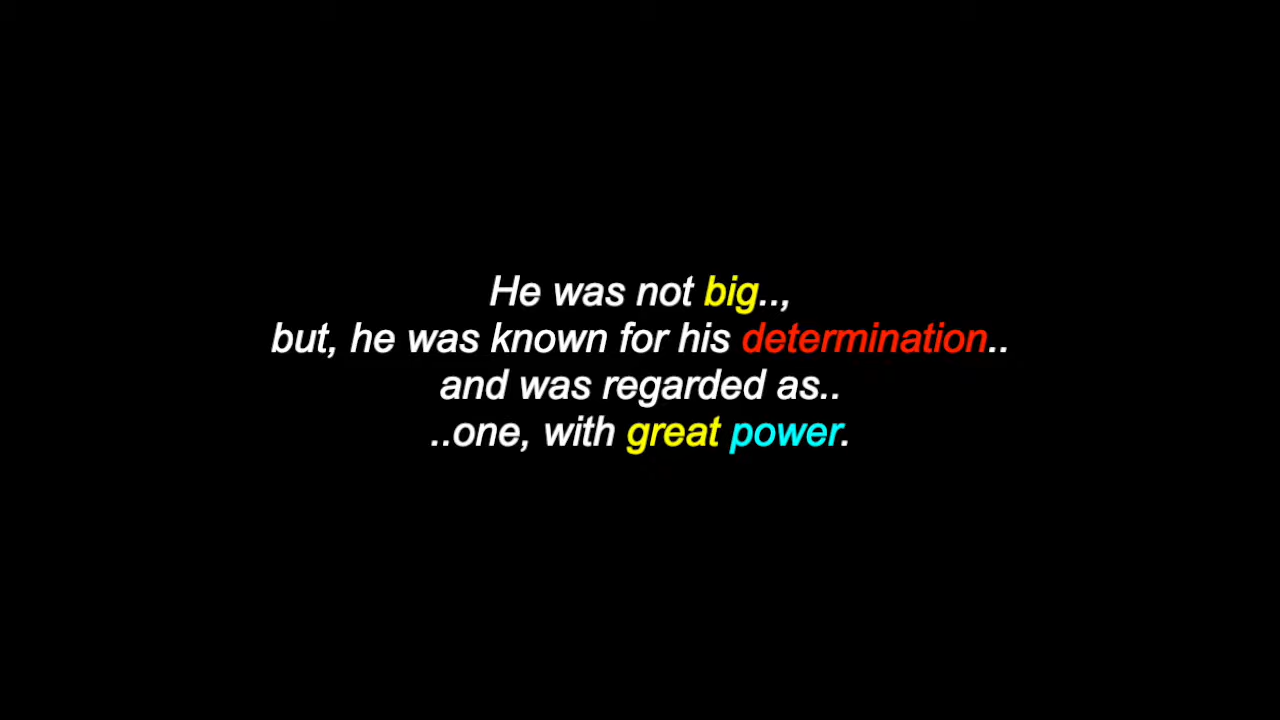 He was not big..,
but, he was known for his determination..
and was regarded as..
..one, with great power.